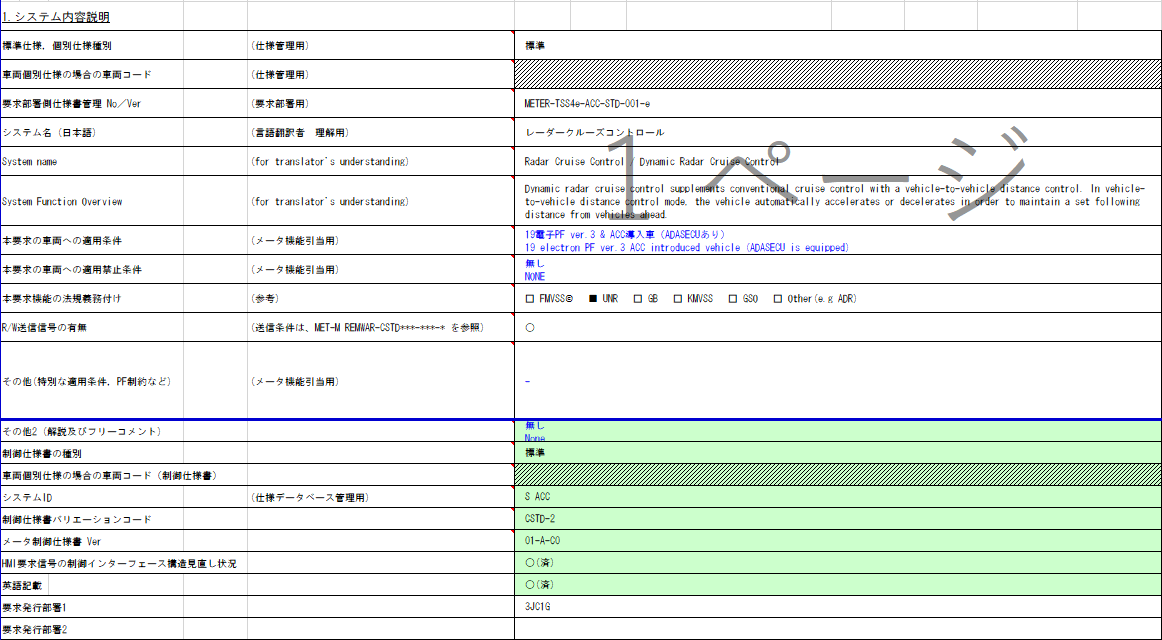 1. システム内容説明
標準仕様、個別仕様種別 (仕様管理用) 標準
車両個別仕様の場合の車両コード (仕様管理用)
要求部署側仕様書管理 No／Ver (要求部署用) METER-TSS4e-ACC-STD-001-e
システム名（日本語） (言語翻訳者　理解用) レーダークルーズコントロール
System name (for translator's understanding) Radar Cruise Control / Dynamic Radar Cruise Control
System Function Overview (for translator's understanding) Dynamic radar cruise control supplements conventional cruise control with a vehicle-to-vehicle distance control. In vehicle-
to-vehicle distance control mode, the vehicle automatically accelerates or decelerates in order to maintain a set following
distance from vehicles ahead.
本要求の車両への適用条件 (メータ機能引当用) 19電子PF ver.3 & ACC導入車（ADASECUあり）
19 electron PF ver.3 ACC introduced vehicle (ADASECU is equipped)
本要求の車両への適用禁止条件 (メータ機能引当用) 無し
NONE
本要求機能の法規義務付け (参考) □ FMVSS© ■ UNR □ GB □ KMVSS □ GSO □ Other(e.g ADR)
R/W送信信号の有無 (送信条件は、MET-M_REMWAR-CSTD***-***-* を参照) ○
その他(特別な適用条件、PF制約など) (メータ機能引当用) -
その他2（解説及びフリーコメント） 無し
None
制御仕様書の種別 標準
車両個別仕様の場合の車両コード（制御仕様書）
システムID (仕様データベース管理用) S_ACC
制御仕様書バリエーションコード CSTD-2
メータ制御仕様書 Ver 01-A-C0
HMI要求信号の制御インターフェース構造見直し状況 ○(済)
英語記載 ○(済)
要求発行部署1 3JC1G
要求発行部署2
1 ページ